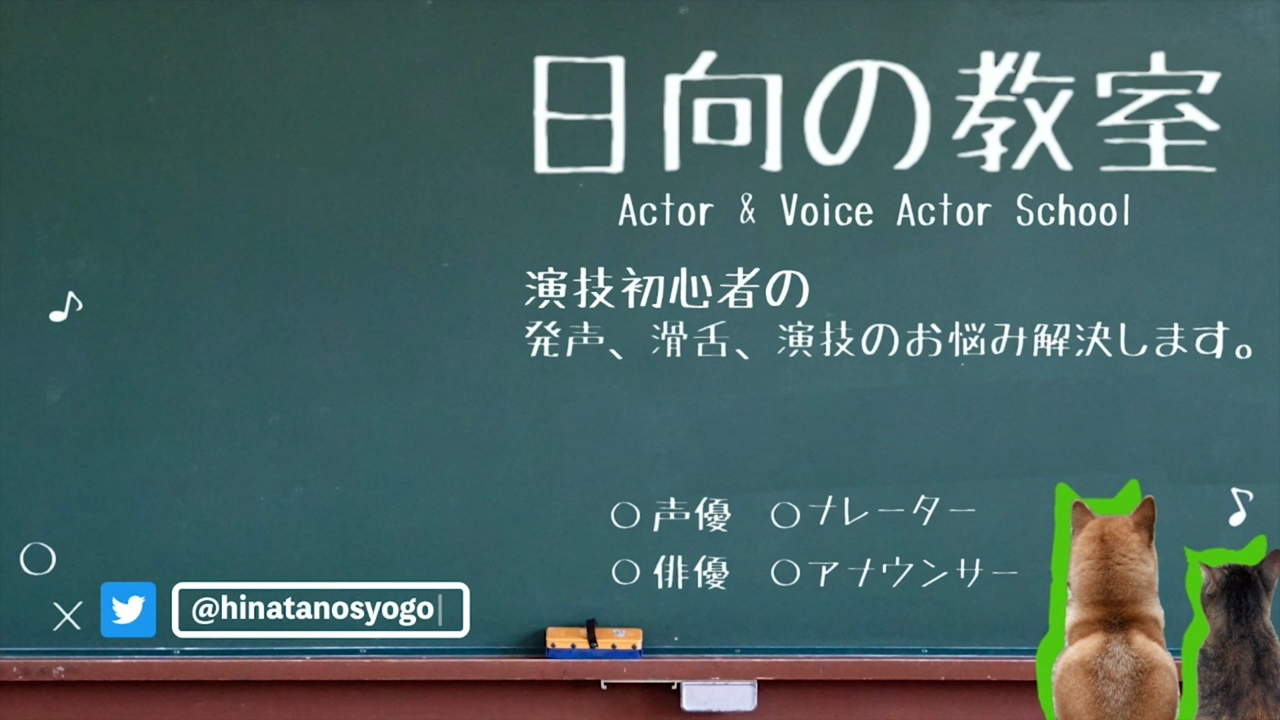 日向の教室
Actor & Voice Actor School
演技初心者の
発声、滑舌、演技のお悩み解決します。
○声優 ○ナレーター
○俳優 ○アナウンサー
@hinatanosyogo